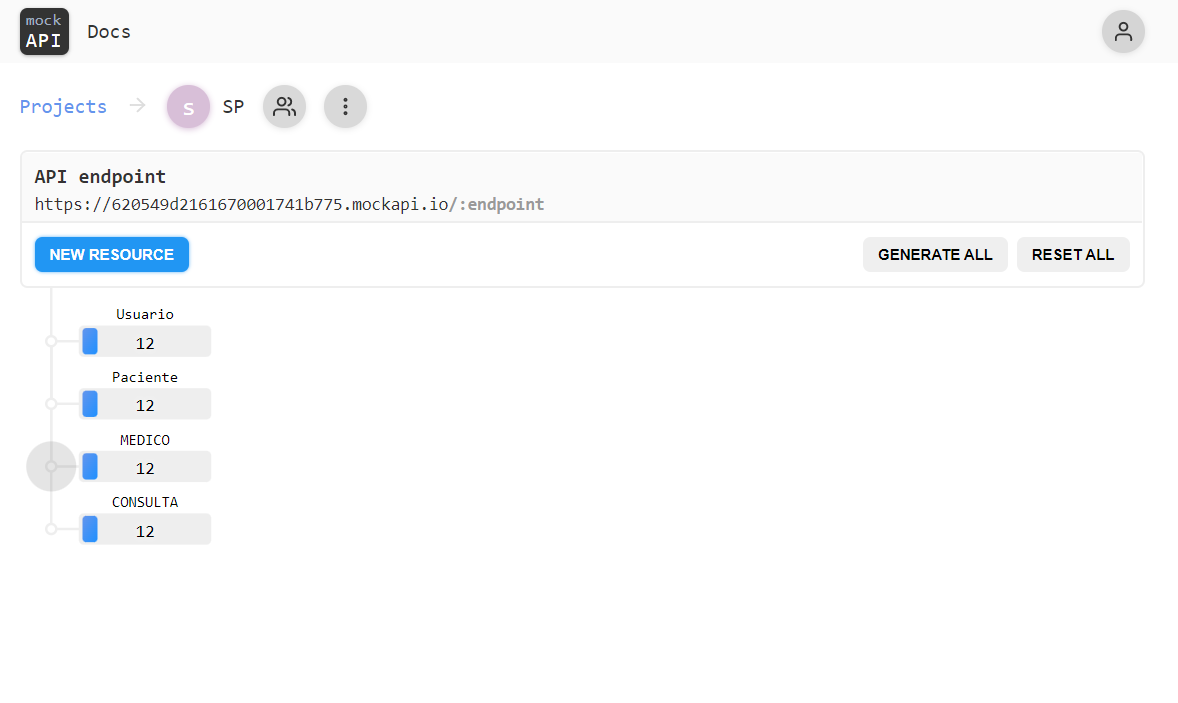 mock
API
Docs
Projects
s
SP
API endpoint
https://620549d2161670001741b775.mockapi.io/:endpoint
NEW RESOURCE
GENERATE ALL
RESET ALL
Usuario
12
Paciente
12
MEDICO
12
CONSULTA
12